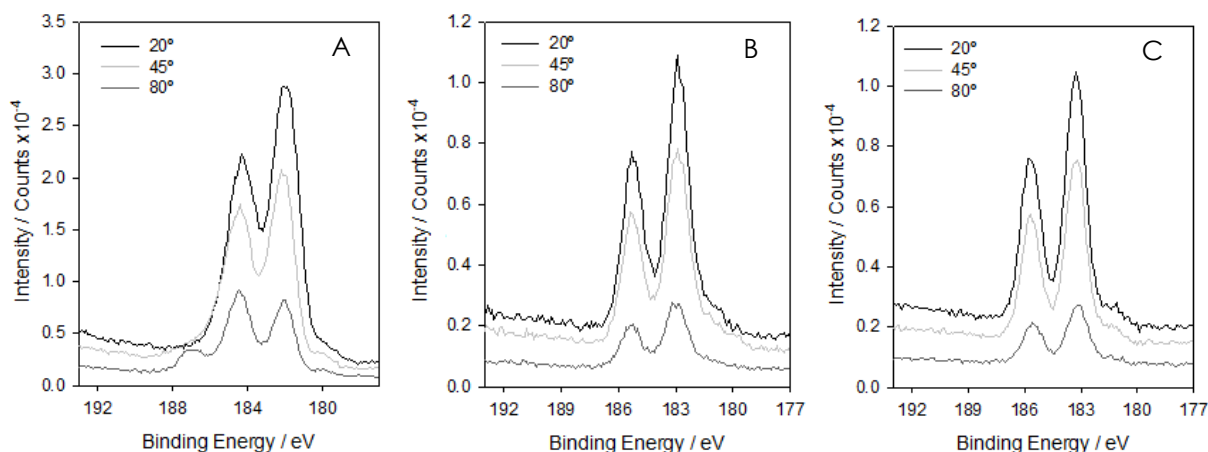 A
20º
45º
80º
3.5
3.0
2.5
2.0
1.5
1.0
0.5
0.0
Intensity / Counts x10⁻⁴
192 188 184 180
Binding Energy / eV
B
20º
45º
80º
1.2
1.0
0.8
0.6
0.4
0.2
0.0
Intensity / Counts x10⁻⁴
192 189 186 183 180 177
Binding Energy / eV
C
20º
45º
80º
1.2
1.0
0.8
0.6
0.4
0.2
0.0
Intensity / Counts x10⁻⁴
192 189 186 183 180 177
Binding Energy / eV